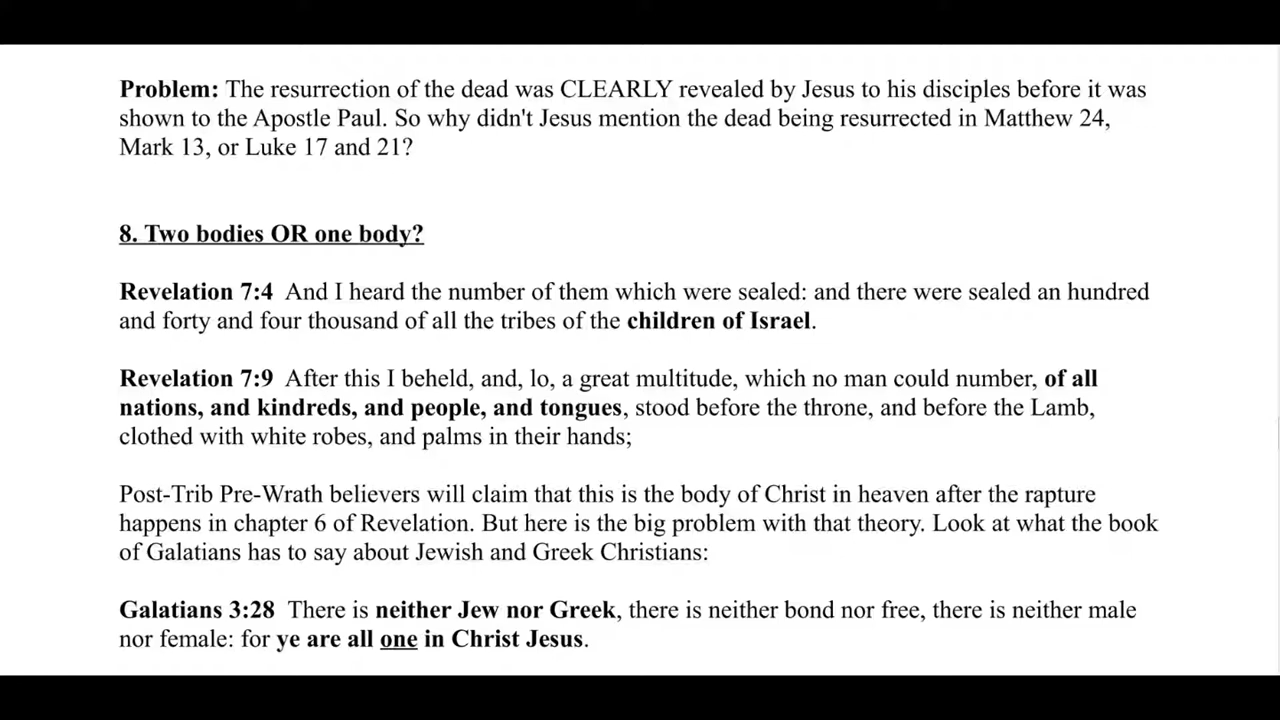 Problem: The resurrection of the dead was CLEARLY revealed by Jesus to his disciples before it was
shown to the Apostle Paul. So why didn't Jesus mention the dead being resurrected in Matthew 24,
Mark 13, or Luke 17 and 21?
8. Two bodies OR one body?
Revelation 7:4 And I heard the number of them which were sealed: and there were sealed an hundred
and forty and four thousand of all the tribes of the children of Israel.
Revelation 7:9 After this I beheld, and, lo, a great multitude, which no man could number, of all
nations, and kindreds, and people, and tongues, stood before the throne, and before the Lamb,
clothed with white robes, and palms in their hands;
Post-Trib Pre-Wrath believers will claim that this is the body of Christ in heaven after the rapture
happens in chapter 6 of Revelation. But here is the big problem with that theory. Look at what the book
of Galatians has to say about Jewish and Greek Christians:
Galatians 3:28 There is neither Jew nor Greek, there is neither bond nor free, there is neither male
nor female: for ye are all one in Christ Jesus.